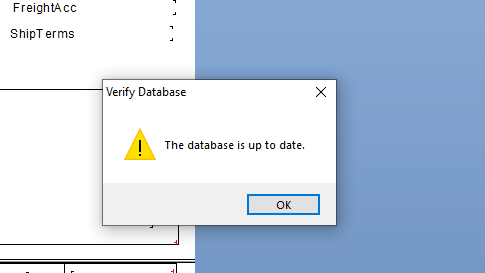 FreightAcc
ShipTerms
Verify Database
The database is up to date.
OK